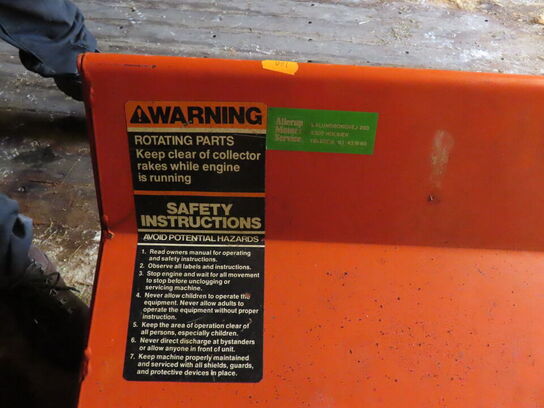 WARNING
ROTATING PARTS
Keep clear of collector
rakes while engine
is running
SAFETY
INSTRUCTIONS
AVOID POTENTIAL HAZARDS
1. Read owners manual for operating
and safety instructions.
2. Observe all labels and instructions.
3. Stop engine and wait for all movement
to stop before unclogging or
servicing machine.
4. Never allow children to operate the
equipment. Never allow adults to
operate the equipment without proper
instruction.
5. Keep the area of operation clear of
all persons, especially children.
6. Never direct discharge at bystanders
or allow anyone in front of unit.
7. Keep machine properly maintained
and serviced with all shields, guards,
and protective devices in place.
Allerup
Motor
Service